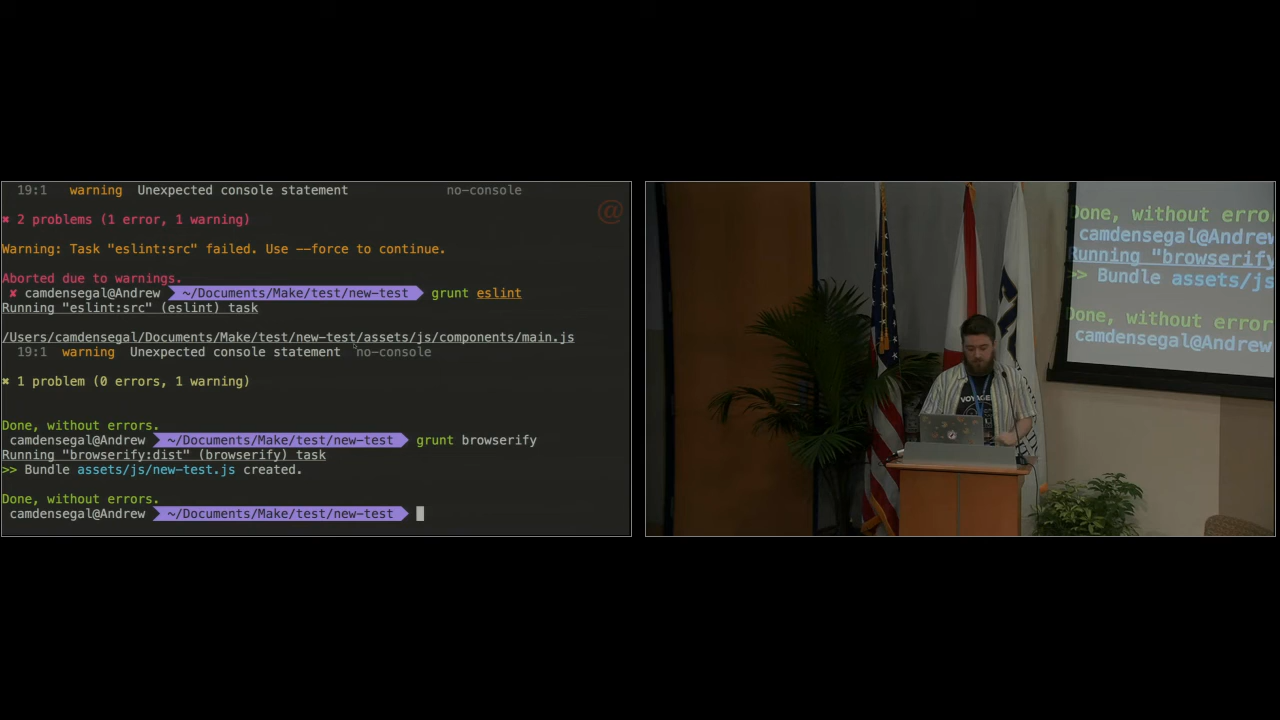 19:1 warning Unexpected console statement no-console
✖ 2 problems (1 error, 1 warning)
@
Warning: Task "eslint:src" failed. Use --force to continue.
Aborted due to warnings.
✘ camdensegal@Andrew ~/Documents/Make/test/new-test grunt eslint
Running "eslint:src" (eslint) task
/Users/camdensegal/Documents/Make/test/new-test/assets/js/components/main.js
19:1 warning Unexpected console statement no-console
✖ 1 problem (0 errors, 1 warning)
Done, without errors.
camdensegal@Andrew ~/Documents/Make/test/new-test grunt browserify
Running "browserify:dist" (browserify) task
>> Bundle assets/js/new-test.js created.
Done, without errors.
camdensegal@Andrew ~/Documents/Make/test/new-test
Done, without error
camdensegal@Andrew
Running "browserify
>> Bundle assets/js
Done, without error
camdensegal@Andrew
VOYAGE